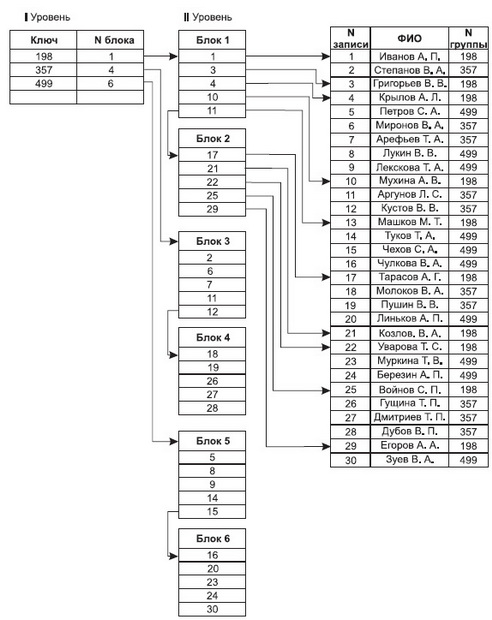 I Уровень
Ключ N блока
198 1
357 4
499 6
II Уровень
Блок 1
1
3
4
10
11
Блок 2
17
21
22
25
29
Блок 3
2
6
7
11
12
Блок 4
18
19
26
27
28
Блок 5
5
8
9
14
15
Блок 6
16
20
23
24
30
N записи ФИО N группы
1 Иванов А. П. 198
2 Степанов В. А. 357
3 Григорьев В. В. 198
4 Крылов А. Л. 198
5 Петров С. А. 499
6 Миронов В. А. 357
7 Арефьев Т. А. 357
8 Лукин В. В. 499
9 Лекскова Т. А. 499
10 Мухина А. В. 198
11 Аргунов Л. С. 357
12 Кустов В. В. 357
13 Машков М. Т. 198
14 Туков Т. А. 499
15 Чехов С. А. 499
16 Чулкова В. А. 499
17 Тарасов А. Г. 198
18 Молоков В. А. 357
19 Пушин В. В. 357
20 Линьков А. П. 499
21 Козлов. В. А. 198
22 Уварова Т. С. 198
23 Муркина Т. В. 499
24 Березин А. П. 499
25 Войнов С. П. 198
26 Гущина Т. П. 357
27 Дмитриев Т. П. 357
28 Дубов В. П. 357
29 Егоров А. А. 198
30 Зуев В. А. 499